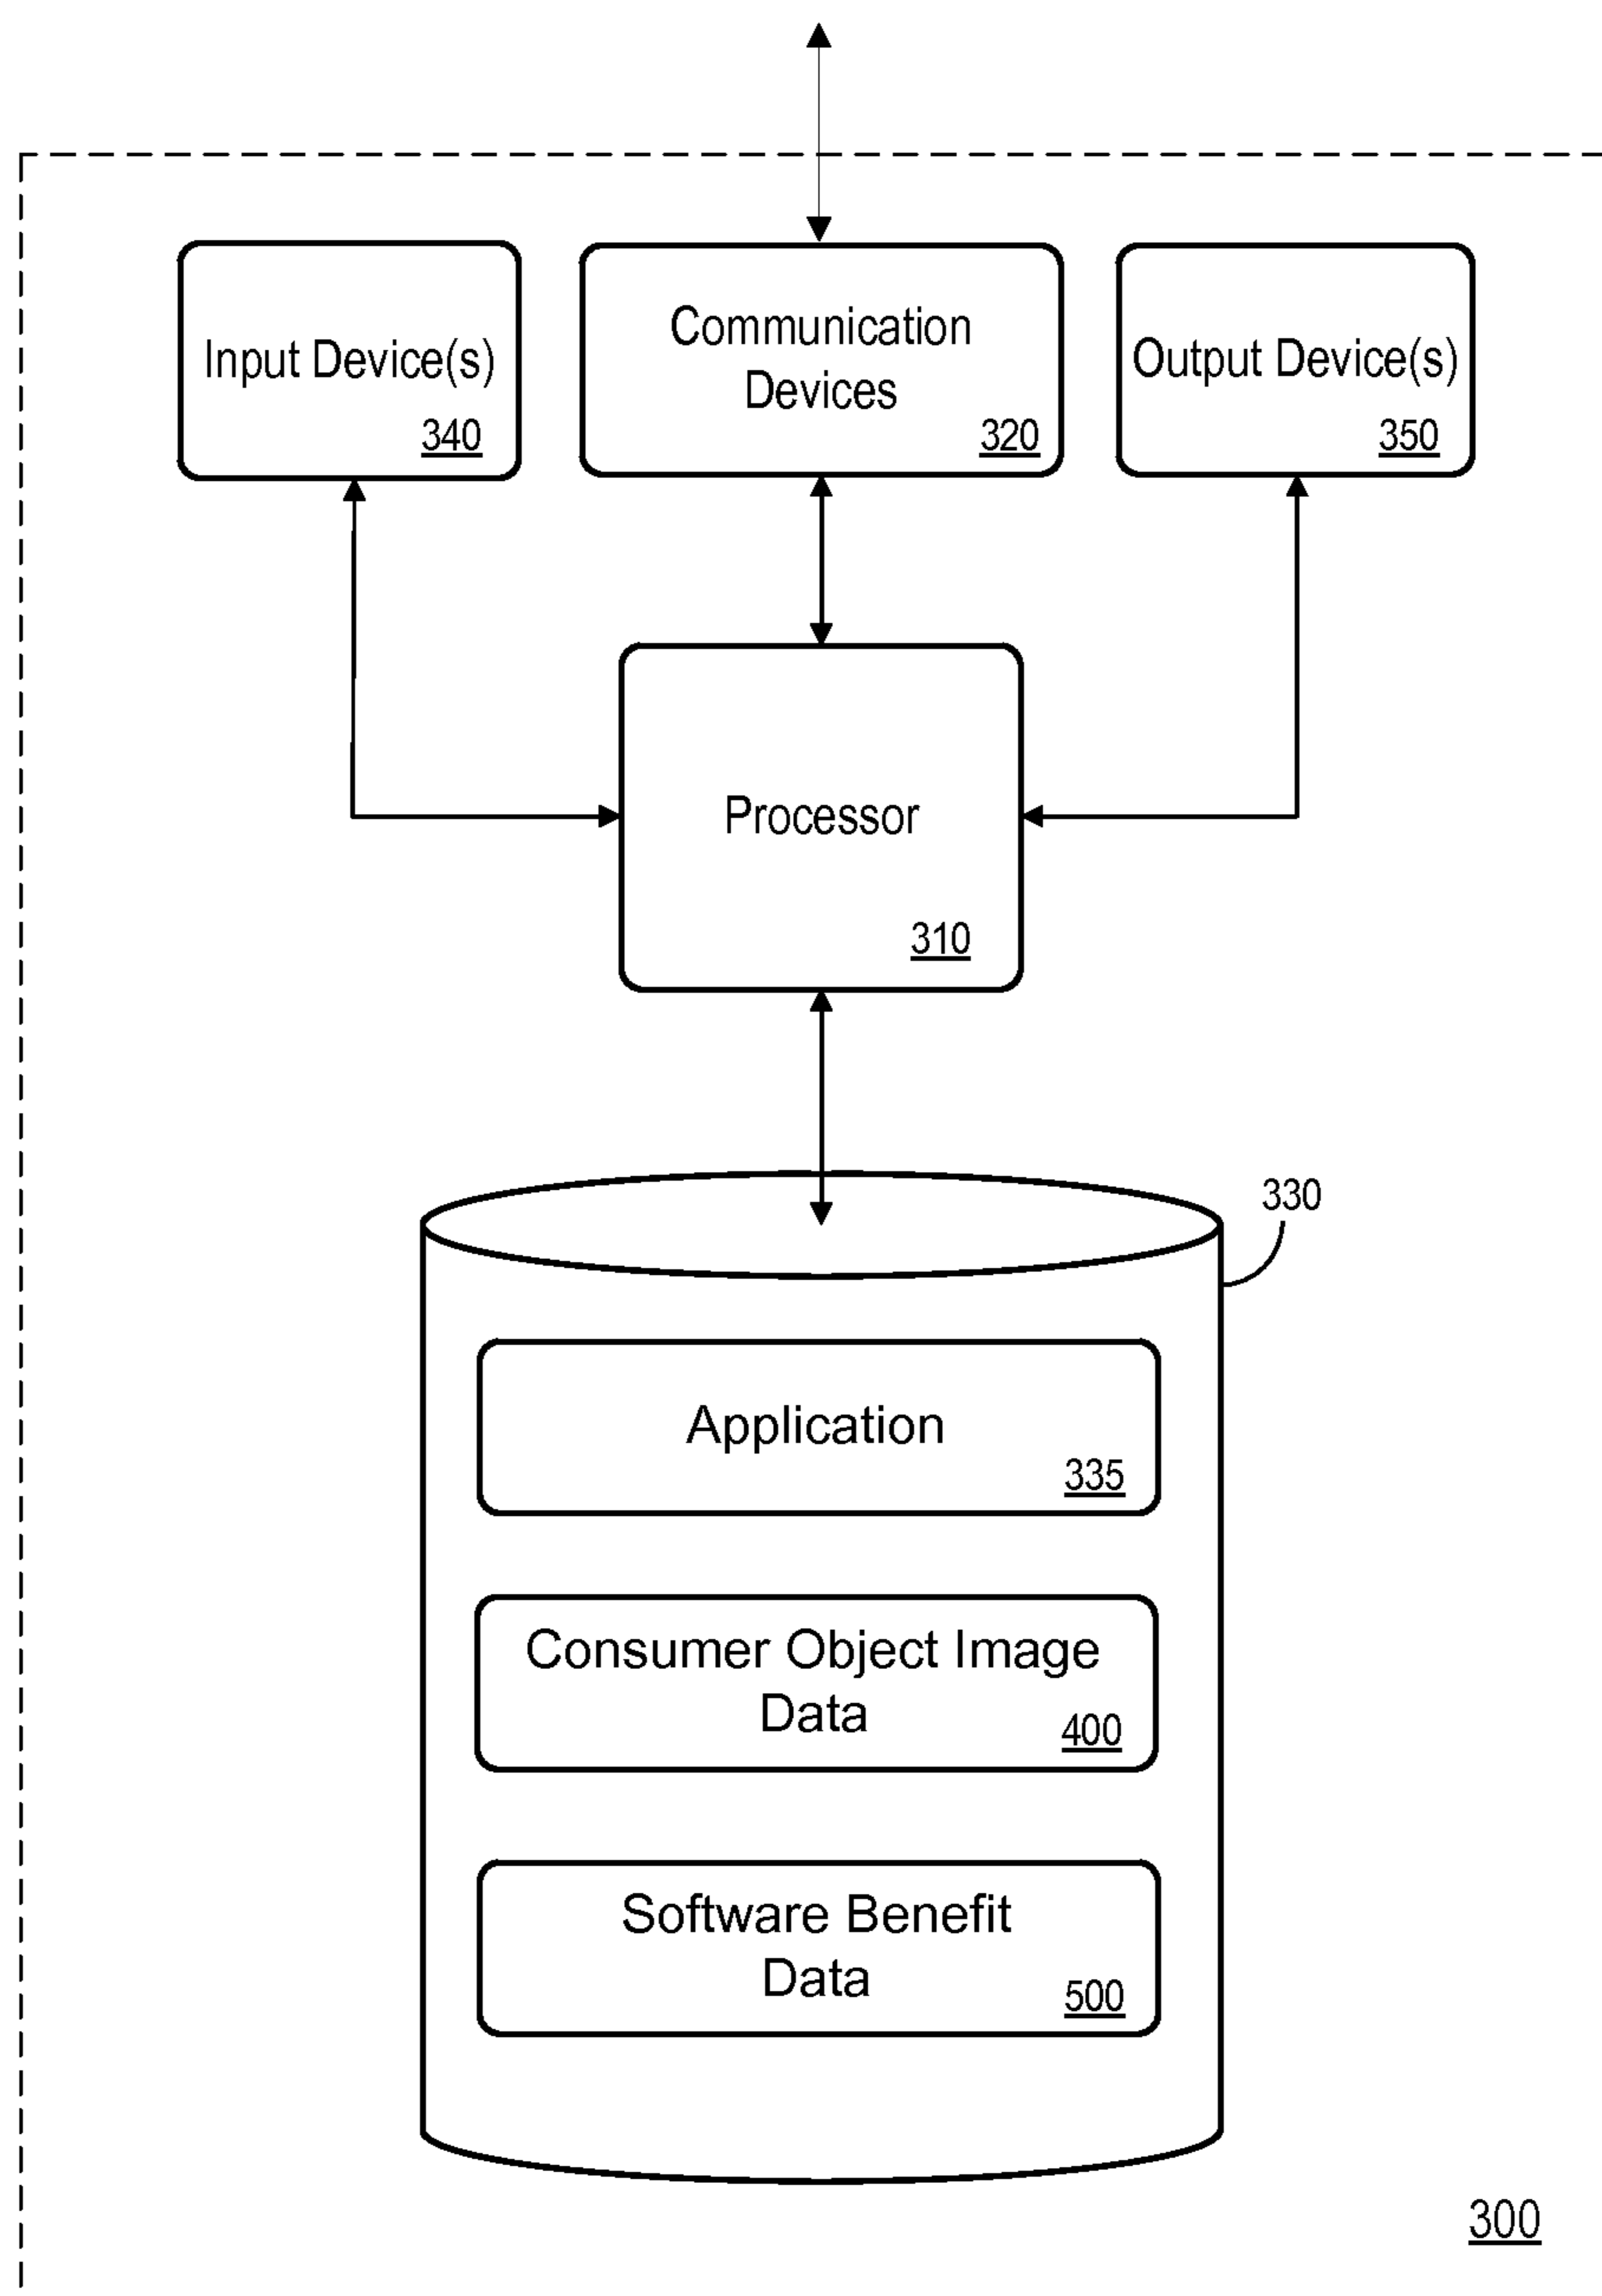 Input Device(s)
340
Communication
Devices
320
Output Device(s)
350
Processor
310
330
Application
335
Consumer Object Image
Data
400
Software Benefit
Data
500
300